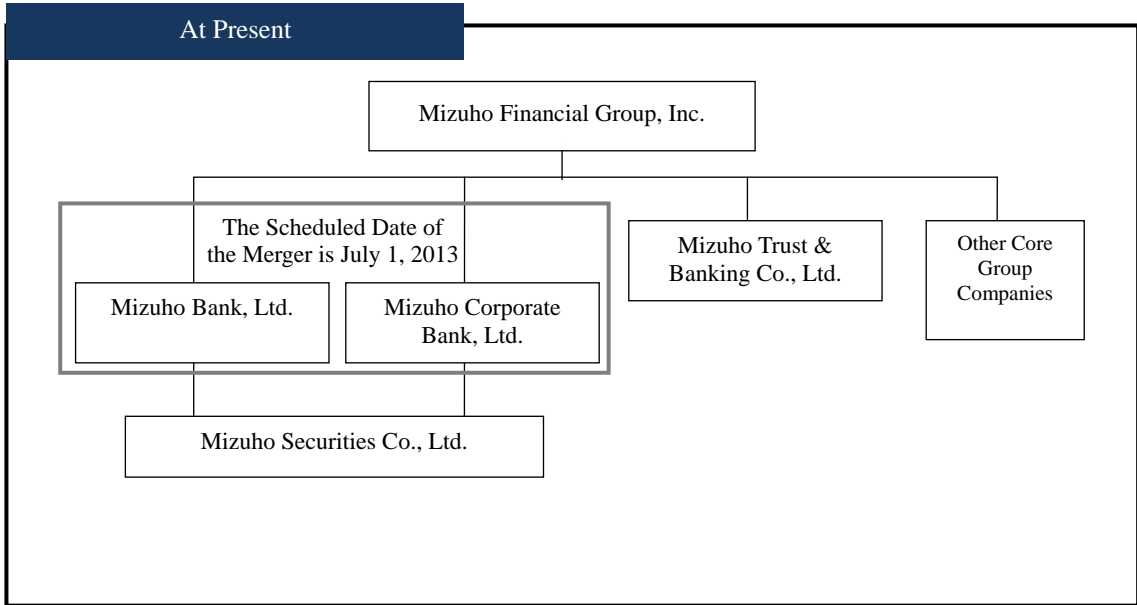 At Present
Mizuho Financial Group, Inc.
The Scheduled Date of
the Merger is July 1, 2013
Mizuho Bank, Ltd.
Mizuho Corporate
Bank, Ltd.
Mizuho Trust &
Banking Co., Ltd.
Other Core
Group
Companies
Mizuho Securities Co., Ltd.